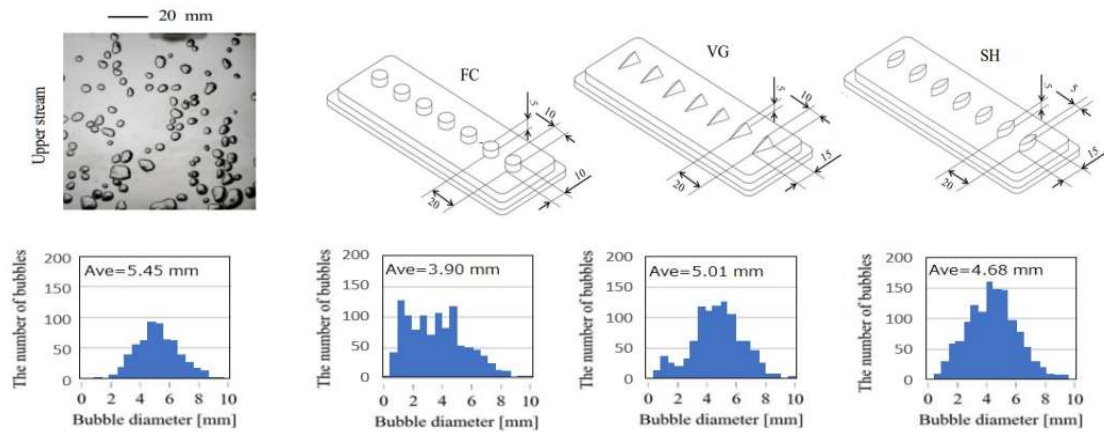 20 mm
Upper stream
FC
5
10
10
20
VG
5
10
15
20
SH
5
5
15
20
The number of bubbles
200
150
100
50
0
Ave=5.45 mm
0 2 4 6 8 10
Bubble diameter [mm]
The number of bubbles
200
150
100
50
0
Ave=3.90 mm
0 2 4 6 8 10
Bubble diameter [mm]
The number of bubbles
200
150
100
50
0
Ave=5.01 mm
0 2 4 6 8 10
Bubble diameter [mm]
The number of bubbles
200
150
100
50
0
Ave=4.68 mm
0 2 4 6 8 10
Bubble diameter [mm]